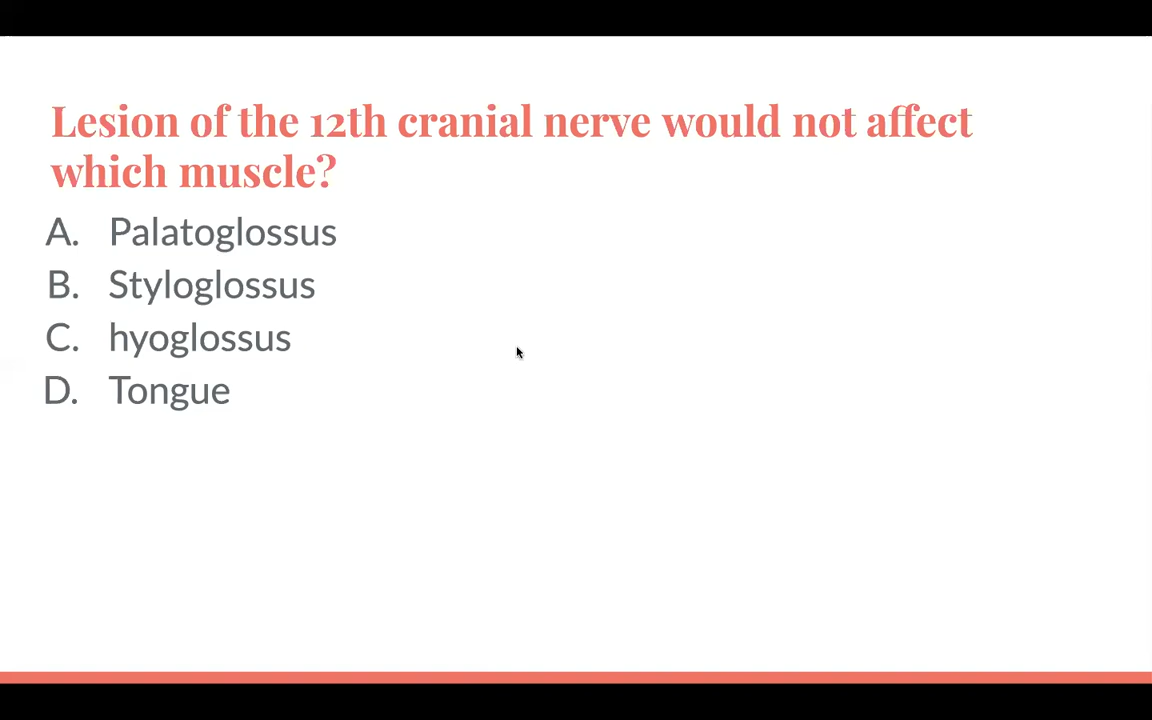 Lesion of the 12th cranial nerve would not affect
which muscle?
A. Palatoglossus
B. Styloglossus
C. hyoglossus
D. Tongue